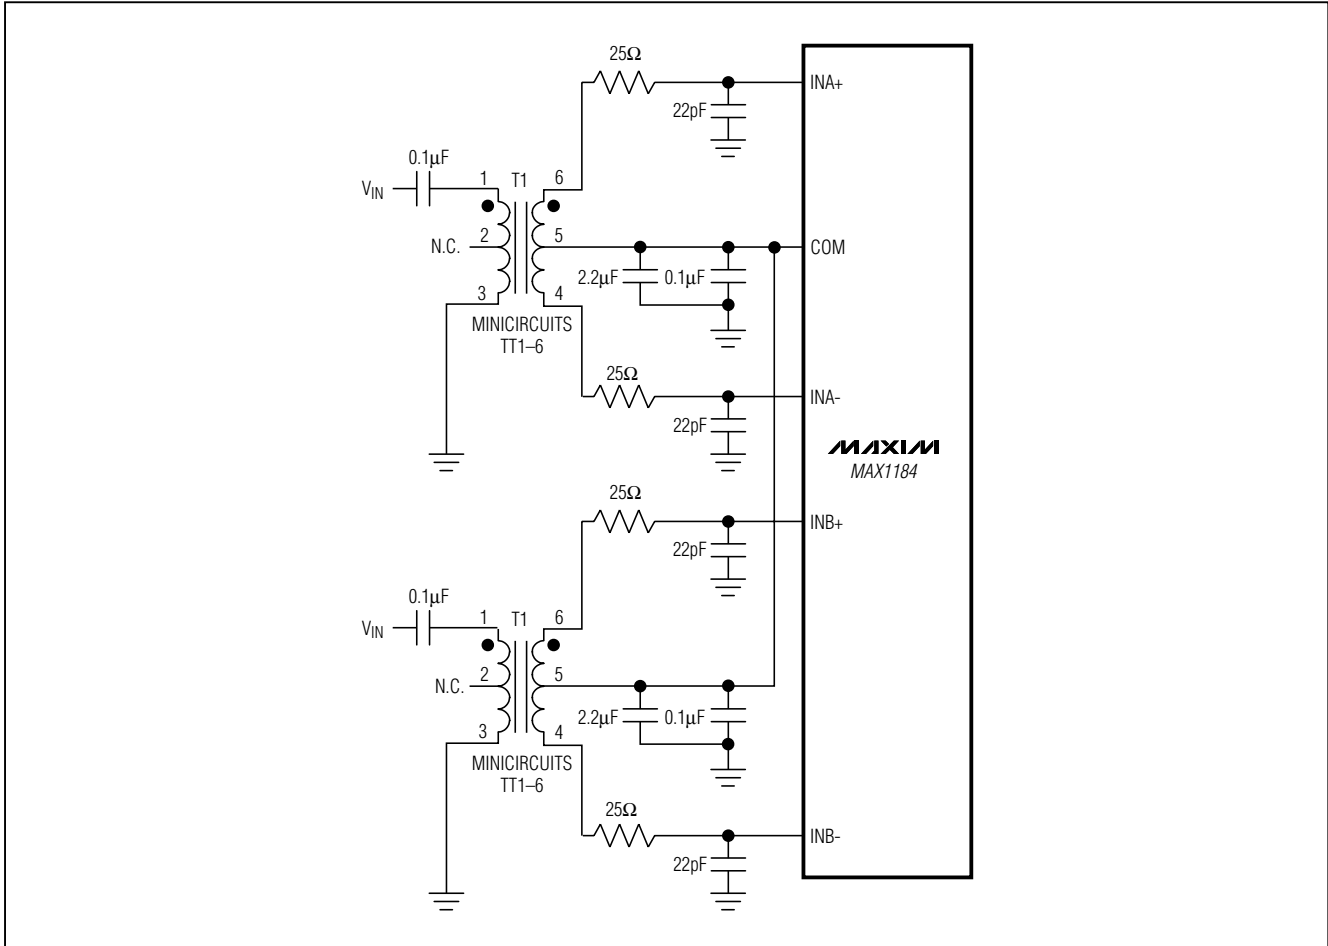 25Ω
INA+
22pF
0.1μF
VIN
1
T1
6
N.C.
2
5
COM
2.2μF
0.1μF
3
4
MINICIRCUITS
TT1–6
25Ω
INA-
22pF
MAXIM
MAX1184
25Ω
INB+
22pF
0.1μF
VIN
1
T1
6
N.C.
2
5
2.2μF
0.1μF
3
4
MINICIRCUITS
TT1–6
25Ω
INB-
22pF